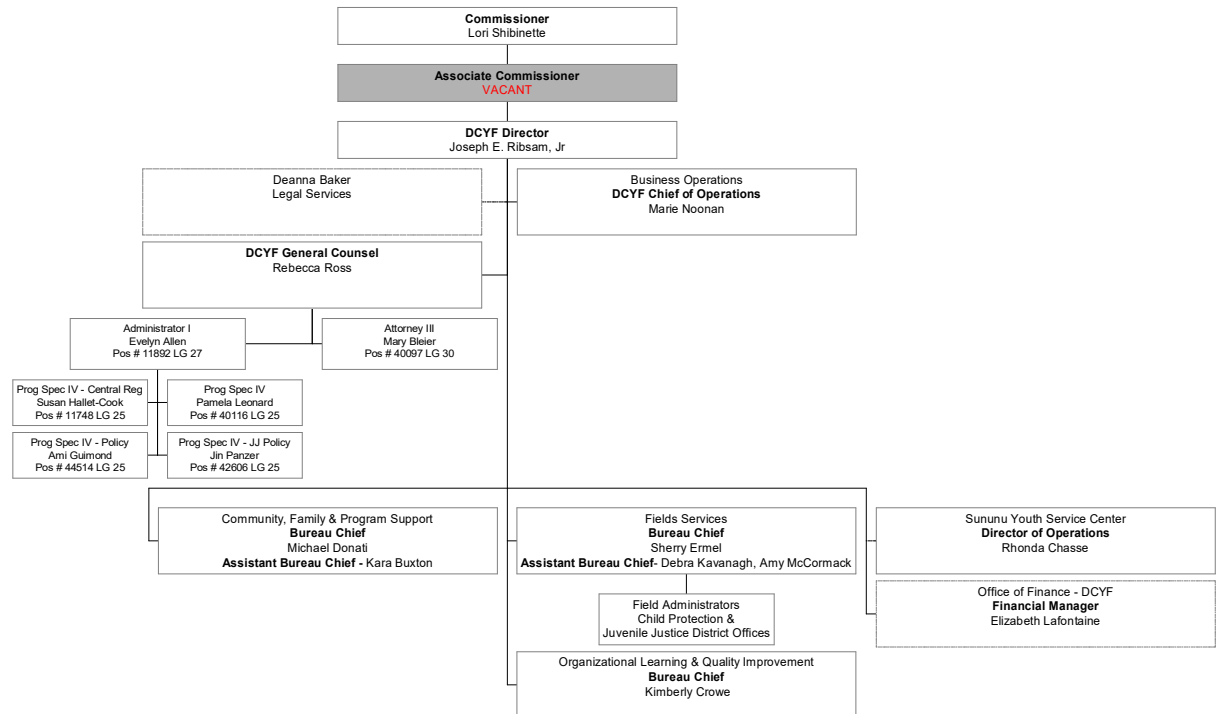 Commissioner
Lori Shibinette
Associate Commissioner
VACANT
DCYF Director
Joseph E. Ribsam, Jr
Deanna Baker
Legal Services
Business Operations
DCYF Chief of Operations
Marie Noonan
DCYF General Counsel
Rebecca Ross
Administrator I
Evelyn Allen
Pos # 11892 LG 27
Attorney III
Mary Bleier
Pos # 40097 LG 30
Prog Spec IV - Central Reg
Susan Hallet-Cook
Pos # 11748 LG 25
Prog Spec IV
Pamela Leonard
Pos # 40116 LG 25
Prog Spec IV - Policy
Ami Guimond
Pos # 44514 LG 25
Prog Spec IV - JJ Policy
Jin Panzer
Pos # 42606 LG 25
Community, Family & Program Support
Bureau Chief
Michael Donati
Assistant Bureau Chief - Kara Buxton
Fields Services
Bureau Chief
Sherry Ermel
Assistant Bureau Chief- Debra Kavanagh, Amy McCormack
Sununu Youth Service Center
Director of Operations
Rhonda Chasse
Field Administrators
Child Protection &
Juvenile Justice District Offices
Office of Finance - DCYF
Financial Manager
Elizabeth Lafontaine
Organizational Learning & Quality Improvement
Bureau Chief
Kimberly Crowe